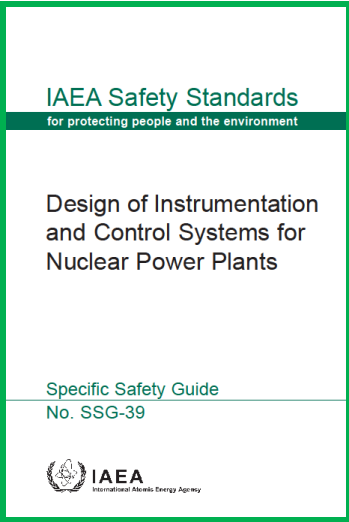 IAEA Safety Standards
for protecting people and the environment
Design of Instrumentation
and Control Systems for
Nuclear Power Plants
Specific Safety Guide
No. SSG-39
IAEA
International Atomic Energy Agency